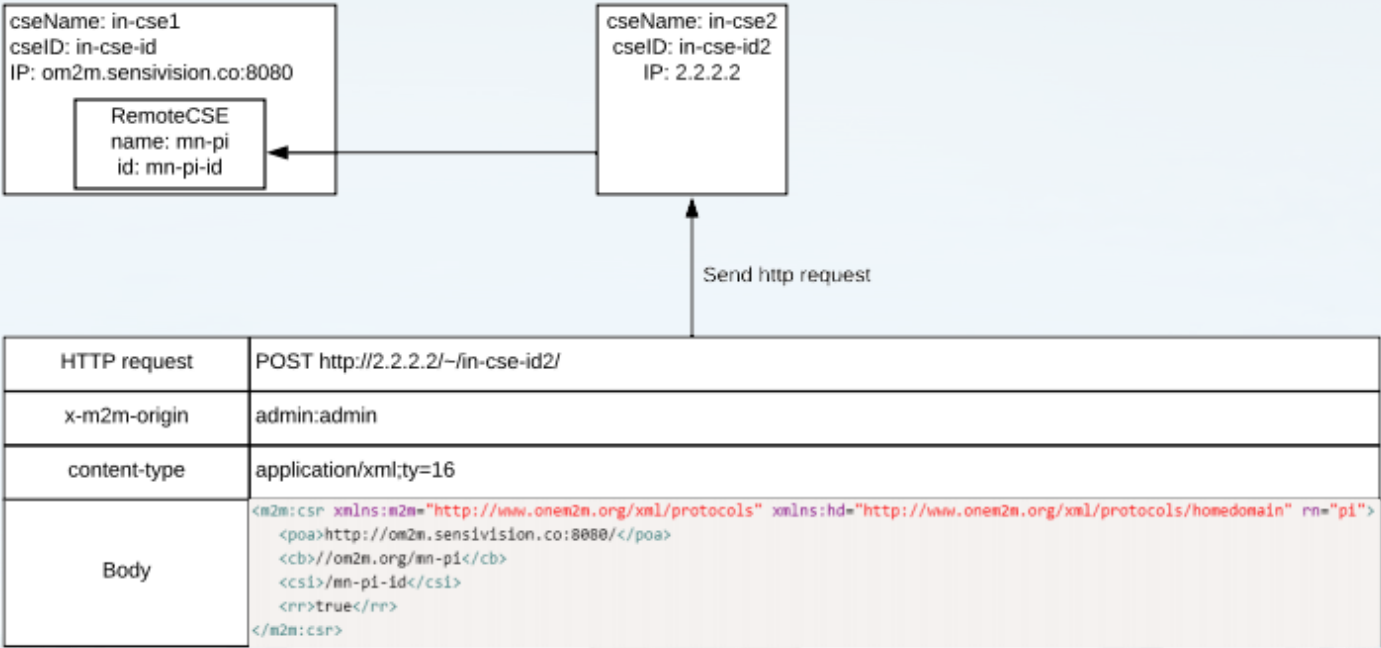 cseName: in-cse1
cseID: in-cse-id
IP: om2m.sensivision.co:8080
RemoteCSE
name: mn-pi
id: mn-pi-id
cseName: in-cse2
cseID: in-cse-id2
IP: 2.2.2.2
Send http request
HTTP request POST http://2.2.2.2/~/in-cse-id2/
x-m2m-origin admin:admin
content-type application/xml;ty=16
Body
<m2m:csr xmlns:m2m="http://www.onem2m.org/xml/protocols" xmlns:hd="http://www.onem2m.org/xml/protocols/homedomain" rn="pi">
<poa>http://om2m.sensivision.co:8080/</poa>
<cb>//om2m.org/mn-pi</cb>
<csi>/mn-pi-id</csi>
<rr>true</rr>
</m2m:csr>